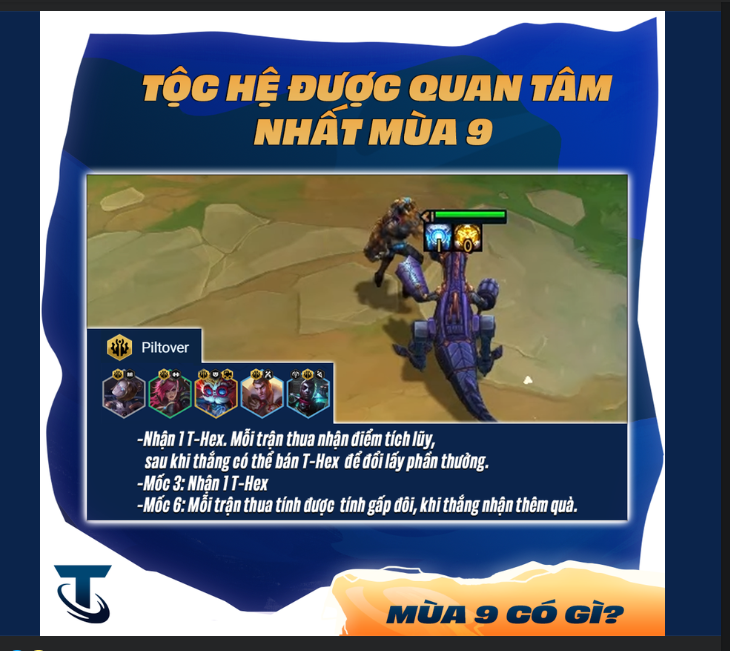 TỘC HỆ ĐƯỢC QUAN TÂM
NHẤT MÙA 9
1 0
Piltover
-Nhận 1 T-Hex. Mỗi trận thua nhận điểm tích lũy,
sau khi thắng có thể bán T-Hex để đổi lấy phần thưởng.
-Mốc 3: Nhận 1 T-Hex
-Mốc 6: Mỗi trận thua tính được tính gấp đôi, khi thắng nhận thêm quà.
T
MÙA 9 CÓ GÌ?